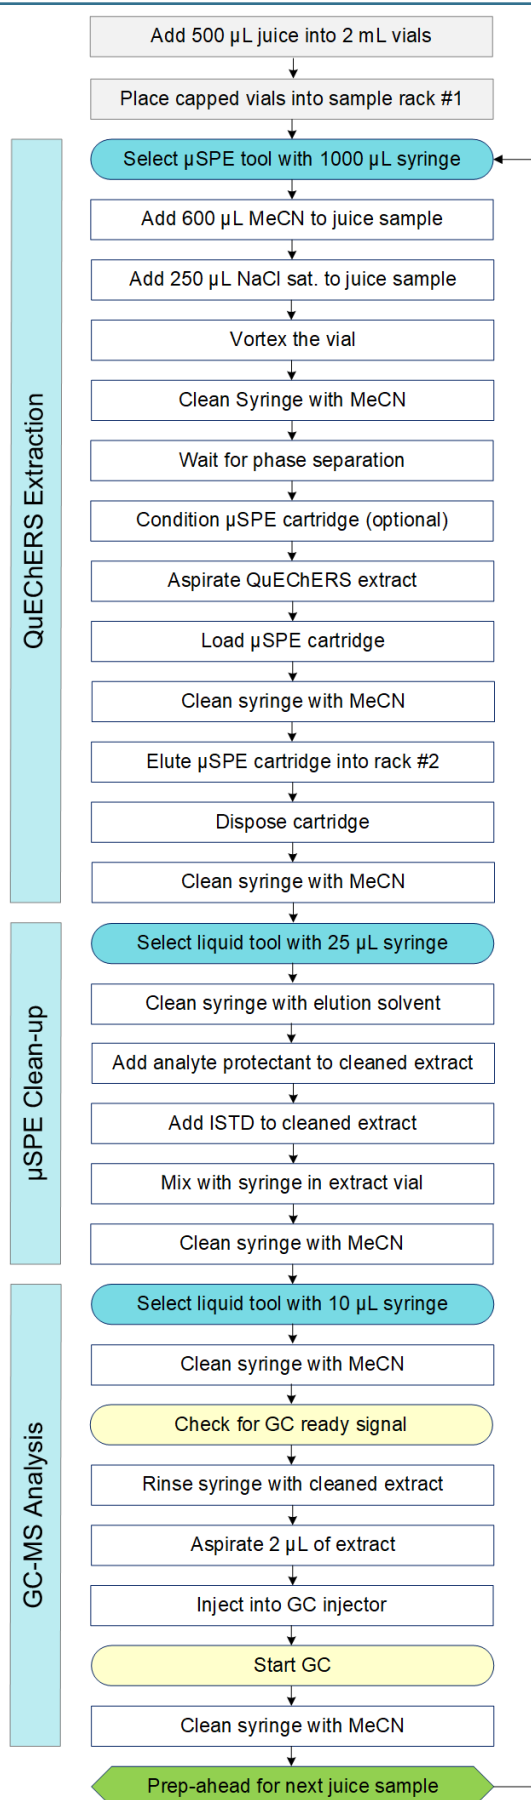 Add 500 µL juice into 2 mL vials
Place capped vials into sample rack #1
QuEChERS Extraction
Select µSPE tool with 1000 µL syringe
Add 600 µL MeCN to juice sample
Add 250 µL NaCl sat. to juice sample
Vortex the vial
Clean Syringe with MeCN
Wait for phase separation
Condition µSPE cartridge (optional)
Aspirate QuEChERS extract
Load µSPE cartridge
Clean syringe with MeCN
Elute µSPE cartridge into rack #2
Dispose cartridge
Clean syringe with MeCN
µSPE Clean-up
Select liquid tool with 25 µL syringe
Clean syringe with elution solvent
Add analyte protectant to cleaned extract
Add ISTD to cleaned extract
Mix with syringe in extract vial
Clean syringe with MeCN
GC-MS Analysis
Select liquid tool with 10 µL syringe
Clean syringe with MeCN
Check for GC ready signal
Rinse syringe with cleaned extract
Aspirate 2 µL of extract
Inject into GC injector
Start GC
Clean syringe with MeCN
Prep-ahead for next juice sample